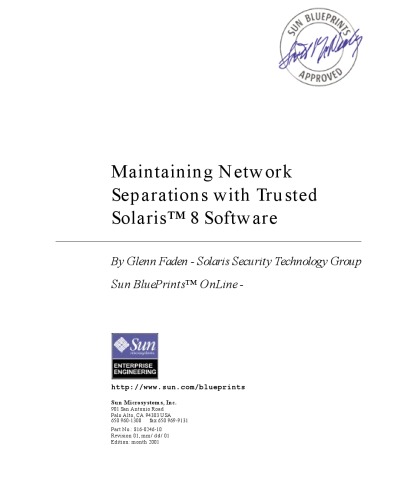 SUN BLUEPRINTS
APPROVED
Maintaining Network
Separations with Trusted
Solaris™ 8 Software
By Glenn Faden - Solaris Security Technology Group
Sun BluePrints™ OnLine -
Sun
ENTERPRISE
ENGINEERING
http://www.sun.com/blueprints
Sun Microsystems, Inc.
901 San Antonio Road
Palo Alto, CA 94303 USA
650 960-1300 fax 650 969-9131
Part No.: 816-0346-10
Revision 01, mm/dd/01
Edition: month 2001